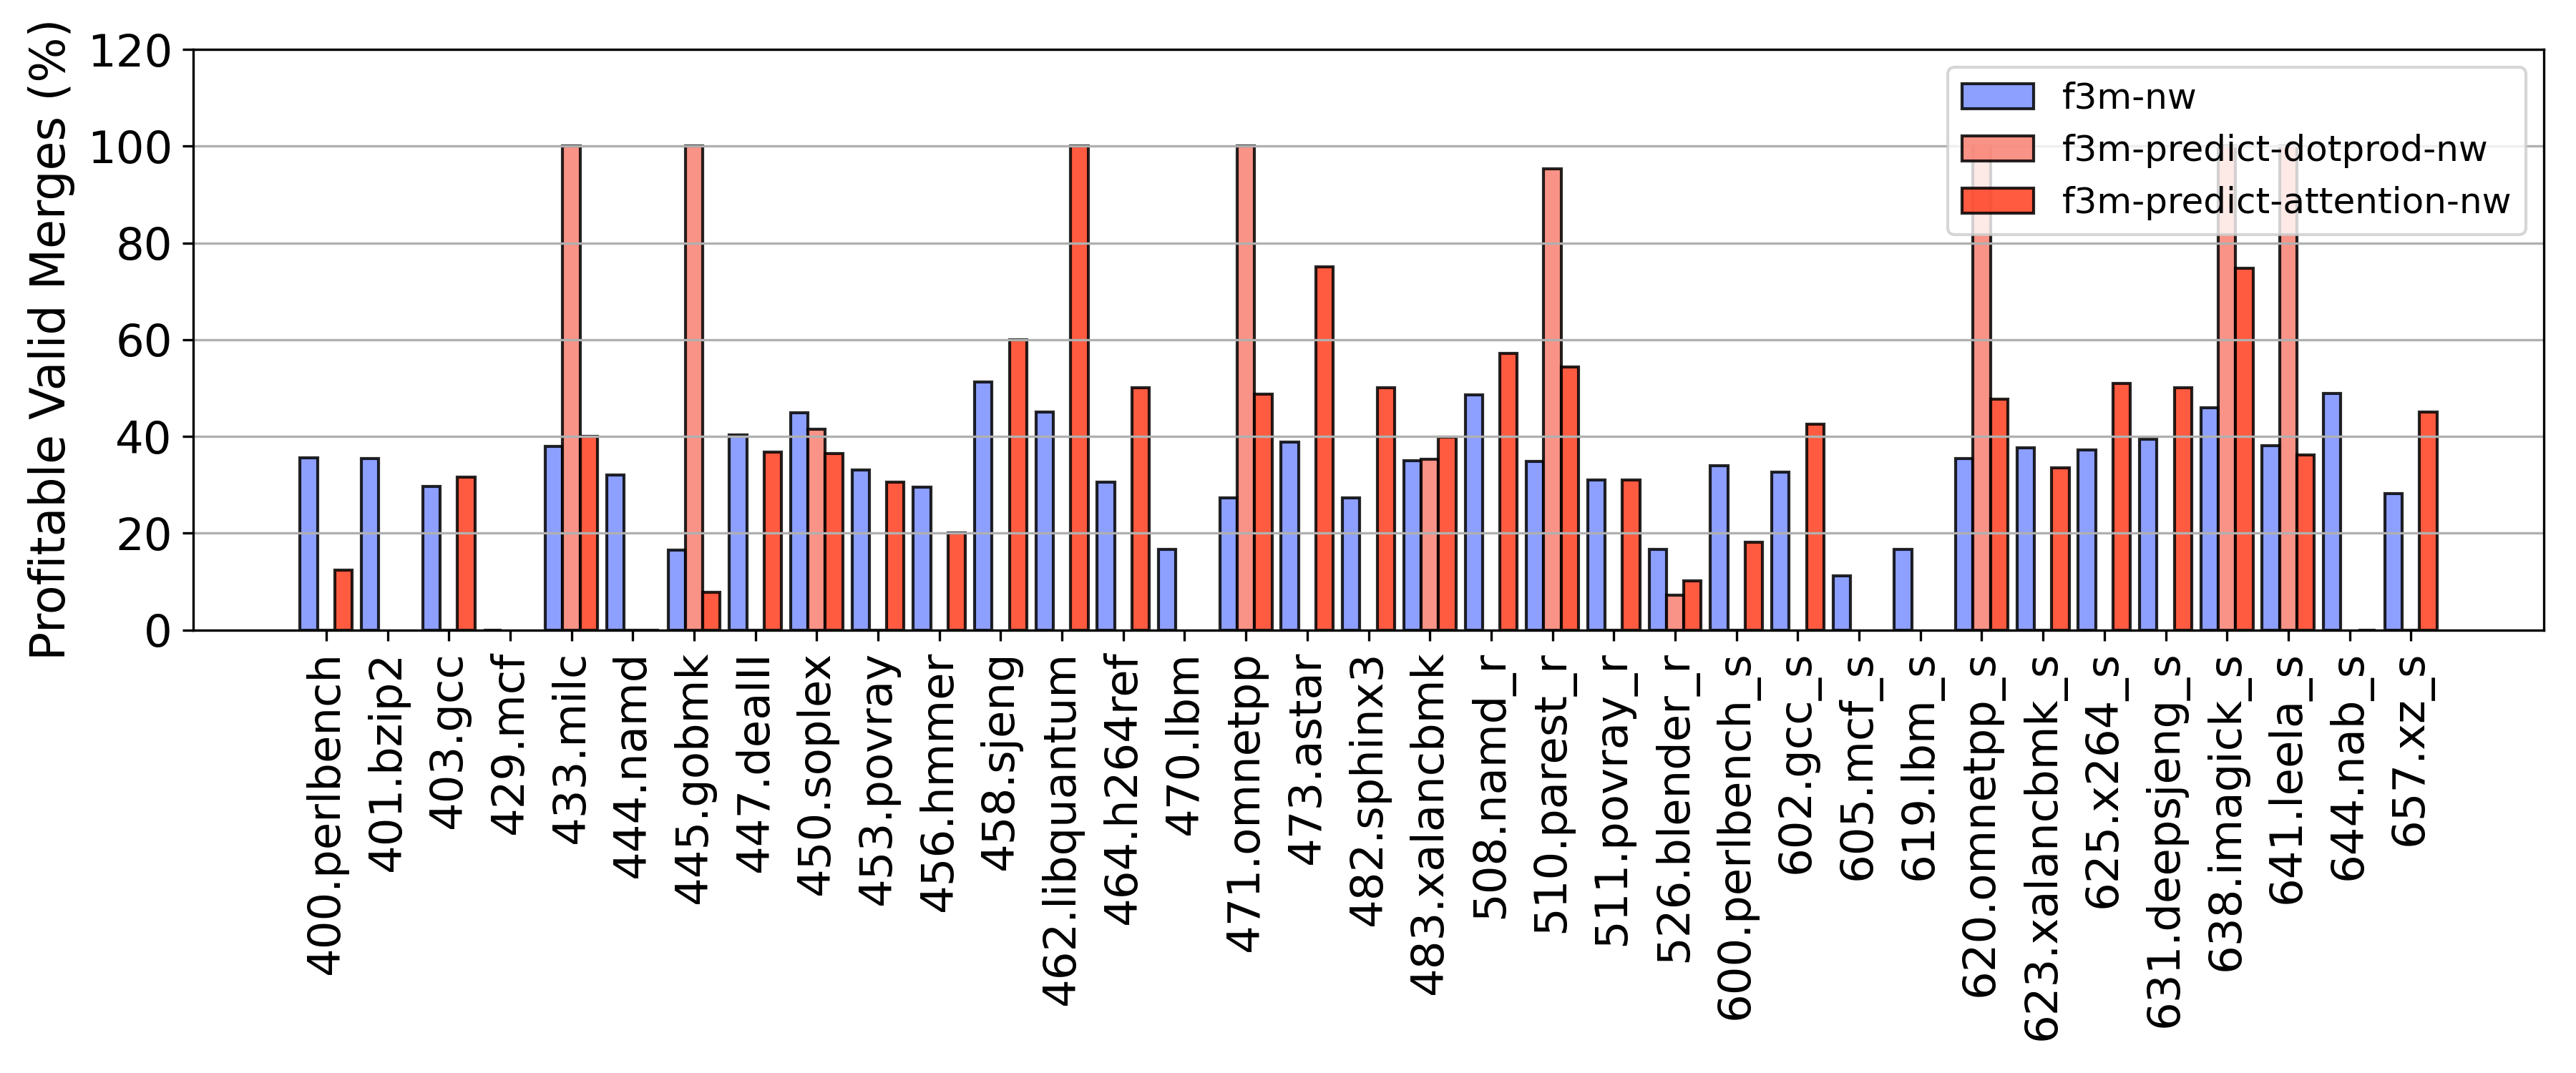 Profitable Valid Merges (%)
120
100
80
60
40
20
0
f3m-nw
f3m-predict-dotprod-nw
f3m-predict-attention-nw
400.perlbench
401.bzip2
403.gcc
429.mcf
433.milc
444.namd
445.gobmk
447.dealII
450.soplex
453.povray
456.hmmer
458.sjeng
462.libquantum
464.h264ref
470.lbm
471.omnetpp
473.astar
482.sphinx3
483.xalancbmk
508.namd_r
510.parest_r
511.povray_r
526.blender_r
600.perlbench_s
602.gcc_s
605.mcf_s
619.lbm_s
620.omnetpp_s
623.xalancbmk_s
625.x264_s
631.deepsjeng_s
638.imagick_s
641.leela_s
644.nab_s
657.xz_s